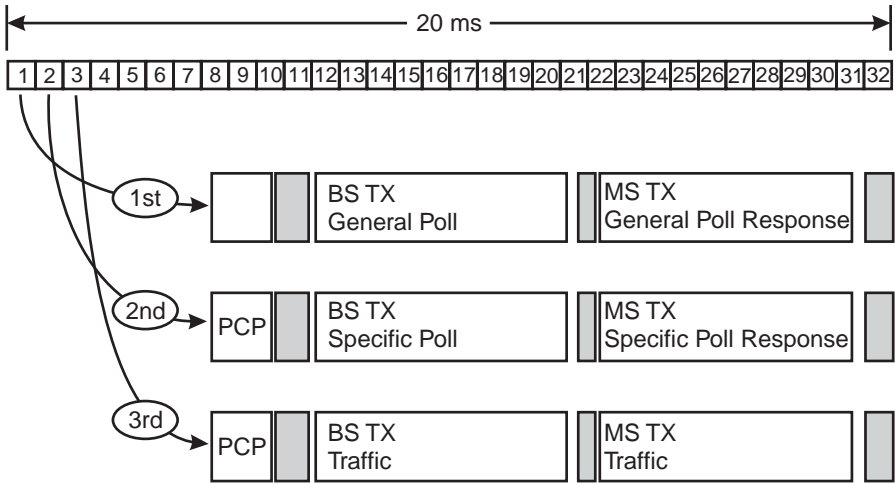 20 ms
1 2 3 4 5 6 7 8 9 10 11 12 13 14 15 16 17 18 19 20 21 22 23 24 25 26 27 28 29 30 31 32
1st
BS TX
General Poll
MS TX
General Poll Response
2nd
PCP
BS TX
Specific Poll
MS TX
Specific Poll Response
3rd
PCP
BS TX
Traffic
MS TX
Traffic